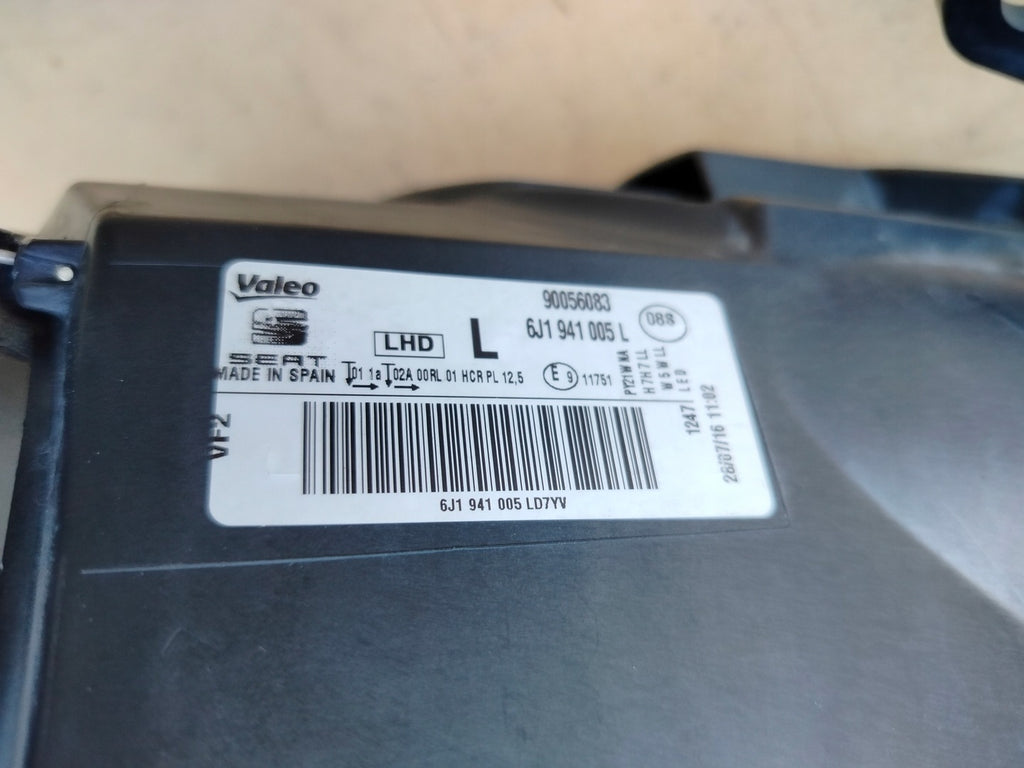 Valeo
SEAT
MADE IN SPAIN
LHD
L
90056083
6J1 941 005 L
088
01 1a 02A 00RL 01 HCR PL 12,5
E 9 11751
PY21W NA
H7H7 LL
W5W LL
LED
1247
28/07/16 11:02
VF2
6J1 941 005 LD7YV